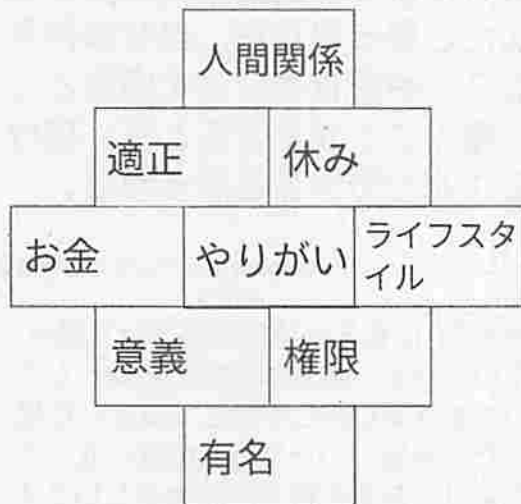 人間関係
適正
休み
お金
やりがい
ライフスタ
イル
意義
権限
有名